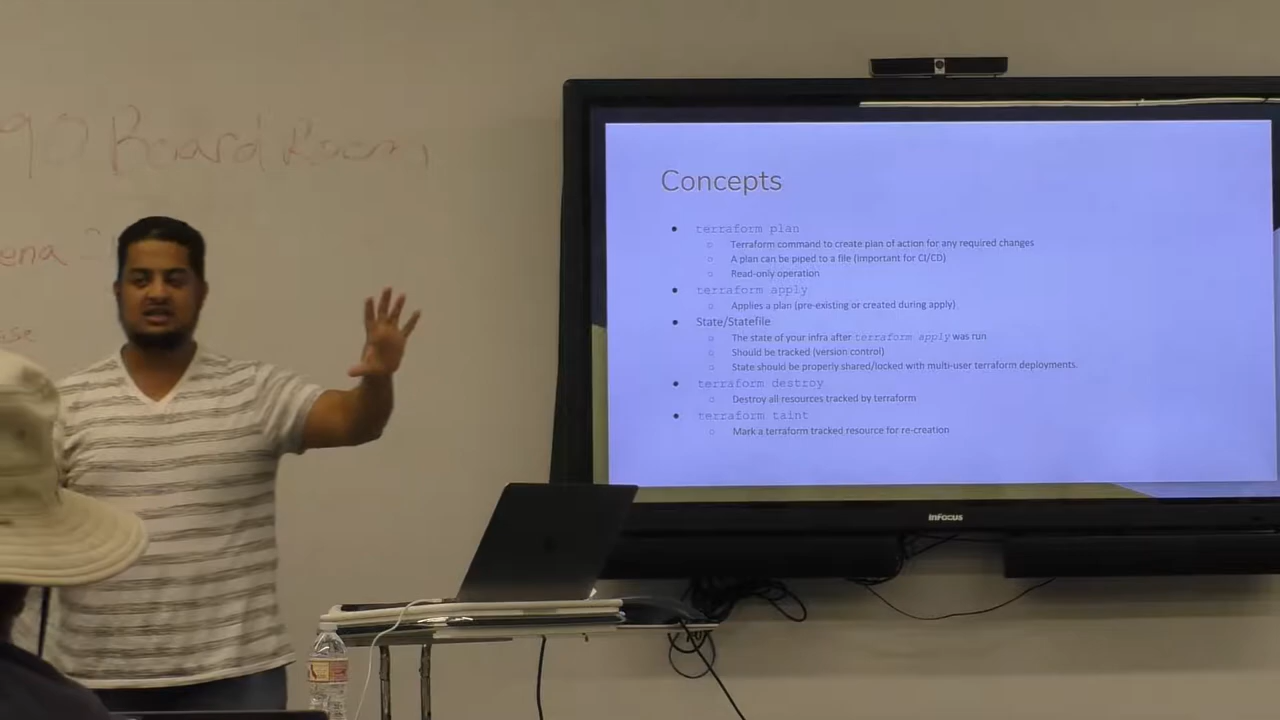 Board Room
ena
ise
Concepts
• terraform plan
○ Terraform command to create plan of action for any required changes
○ A plan can be piped to a file (important for CI/CD)
○ Read-only operation
• terraform apply
○ Applies a plan (pre-existing or created during apply)
• State/Statefile
○ The state of your infra after terraform apply was run
○ Should be tracked (version control)
○ State should be properly shared/locked with multi-user terraform deployments.
• terraform destroy
○ Destroy all resources tracked by terraform
• terraform taint
○ Mark a terraform tracked resource for re-creation
InFocus